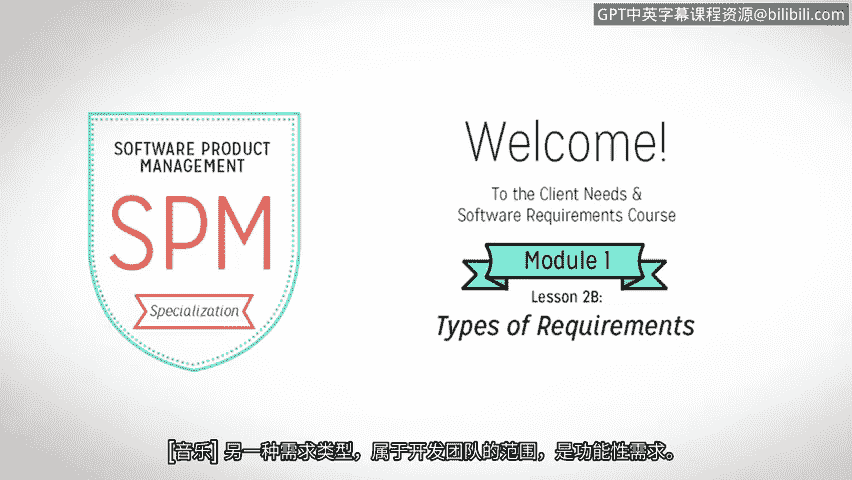 GPT中英字幕课程资源@bilibili.com
SOFTWARE PRODUCT
MANAGEMENT
SPM
Specialization
Welcome!
To the Client Needs &
Software Requirements Course
Module 1
Lesson 2B:
Types of Requirements
[音乐] 另一种需求类型，属于开发团队的范围，是功能性需求。